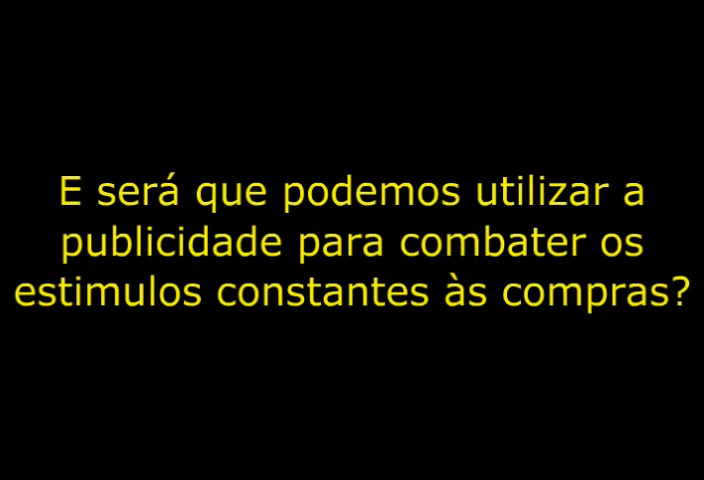 E será que podemos utilizar a
publicidade para combater os
estimulos constantes às compras?